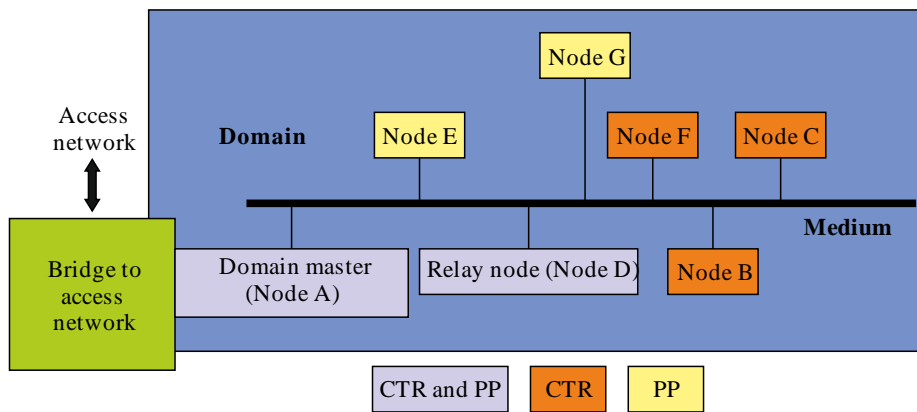 Node G
Access
network
Domain
Node E
Node F
Node C
Medium
Bridge to
access
network
Domain master
(Node A)
Relay node (Node D)
Node B
CTR and PP
CTR
PP